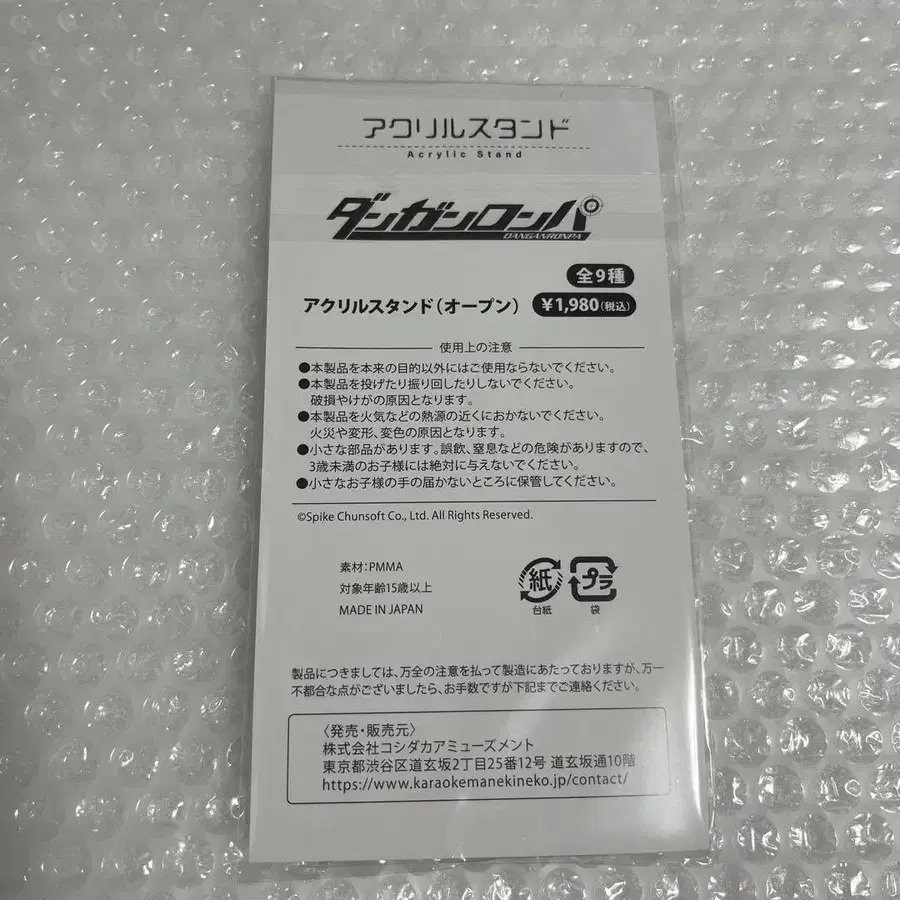 アクリルスタンド
Acrylic Stand
ダンガンロンパ
DANGANRONPA
全9種
アクリルスタンド(オープン) ¥1,980(税込)
使用上の注意
●本製品を本来の目的以外にはご使用ならないでください。
●本製品を投げたり振り回したりしないでください。
破損やけがの原因となります。
●本製品を火気などの熱源の近くにおかないでください。
火災や変形、変色の原因となります。
●小さな部品があります。誤飲、窒息などの危険がありますので、
3歳未満のお子様には絶対に与えないでください。
●小さなお子様の手の届かないところに保管してください。
©Spike Chunsoft Co., Ltd. All Rights Reserved.
素材:PMMA
対象年齢15歳以上
MADE IN JAPAN
紙
台紙
プラ
袋
製品につきましては、万全の注意を払って製造にあたっておりますが、万一
不都合な点がございましたら、お手数ですが下記までご連絡ください。
〈発売・販売元〉
株式会社コシダカアミューズメント
東京都渋谷区道玄坂2丁目25番12号 道玄坂通10階
https://www.karaokemanekineko.jp/contact/